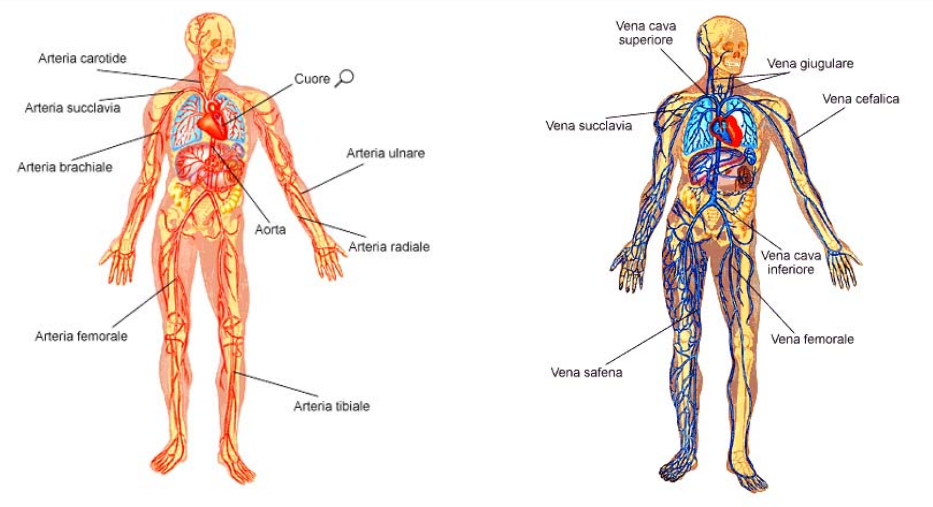 Arteria carotide
Cuore
Arteria succlavia
Arteria brachiale
Arteria ulnare
Aorta
Arteria radiale
Arteria femorale
Arteria tibiale
Vena cava
superiore
Vena giugulare
Vena cefalica
Vena succlavia
Vena cava
inferiore
Vena femorale
Vena safena